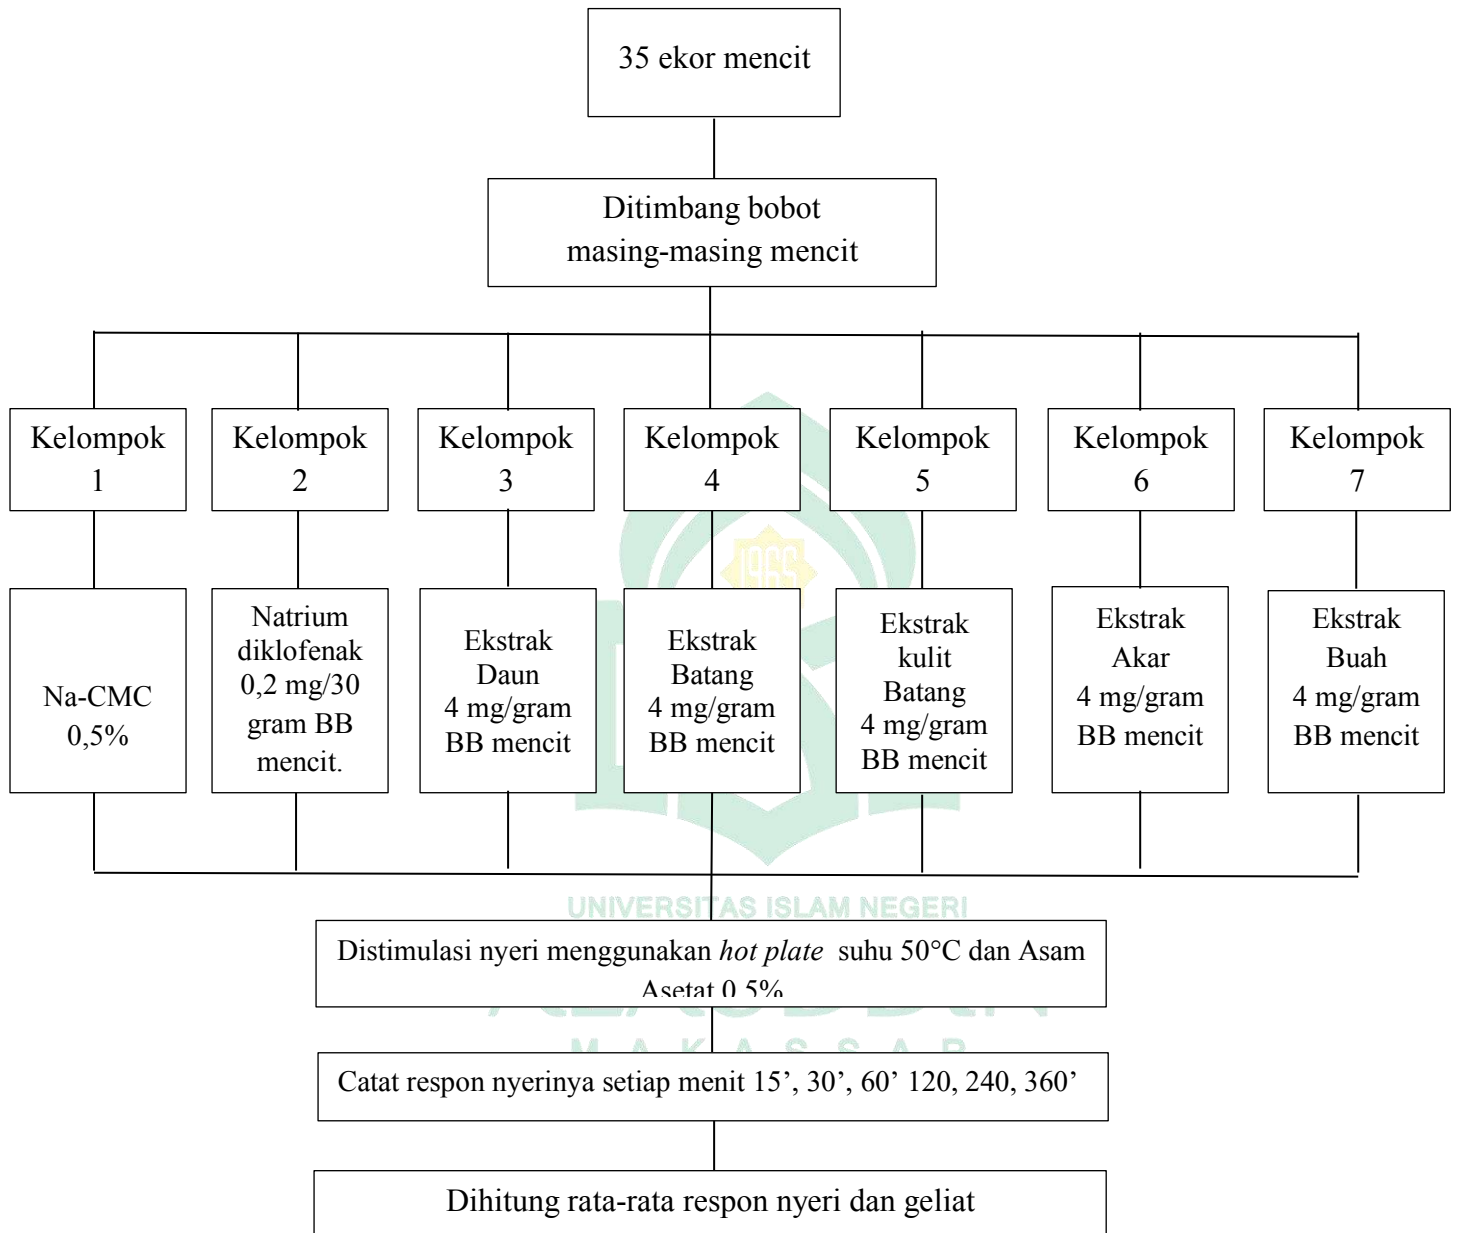 35 ekor mencit
Ditimbang bobot
masing-masing mencit
Kelompok
1
Kelompok
2
Kelompok
3
Kelompok
4
Kelompok
5
Kelompok
6
Kelompok
7
Na-CMC
0,5%
Natrium
diklofenak
0,2 mg/30
gram BB
mencit.
Ekstrak
Daun
4 mg/gram
BB mencit
Ekstrak
Batang
4 mg/gram
BB mencit
Ekstrak
kulit
Batang
4 mg/gram
BB mencit
Ekstrak
Akar
4 mg/gram
BB mencit
Ekstrak
Buah
4 mg/gram
BB mencit
1965
UNIVERSITAS ISLAM NEGERI
Distimulasi nyeri menggunakan hot plate suhu 50°C dan Asam
Asetat 0,5%
MAKASSAR
Catat respon nyerinya setiap menit 15’, 30’, 60’ 120, 240, 360’
Dihitung rata-rata respon nyeri dan geliat